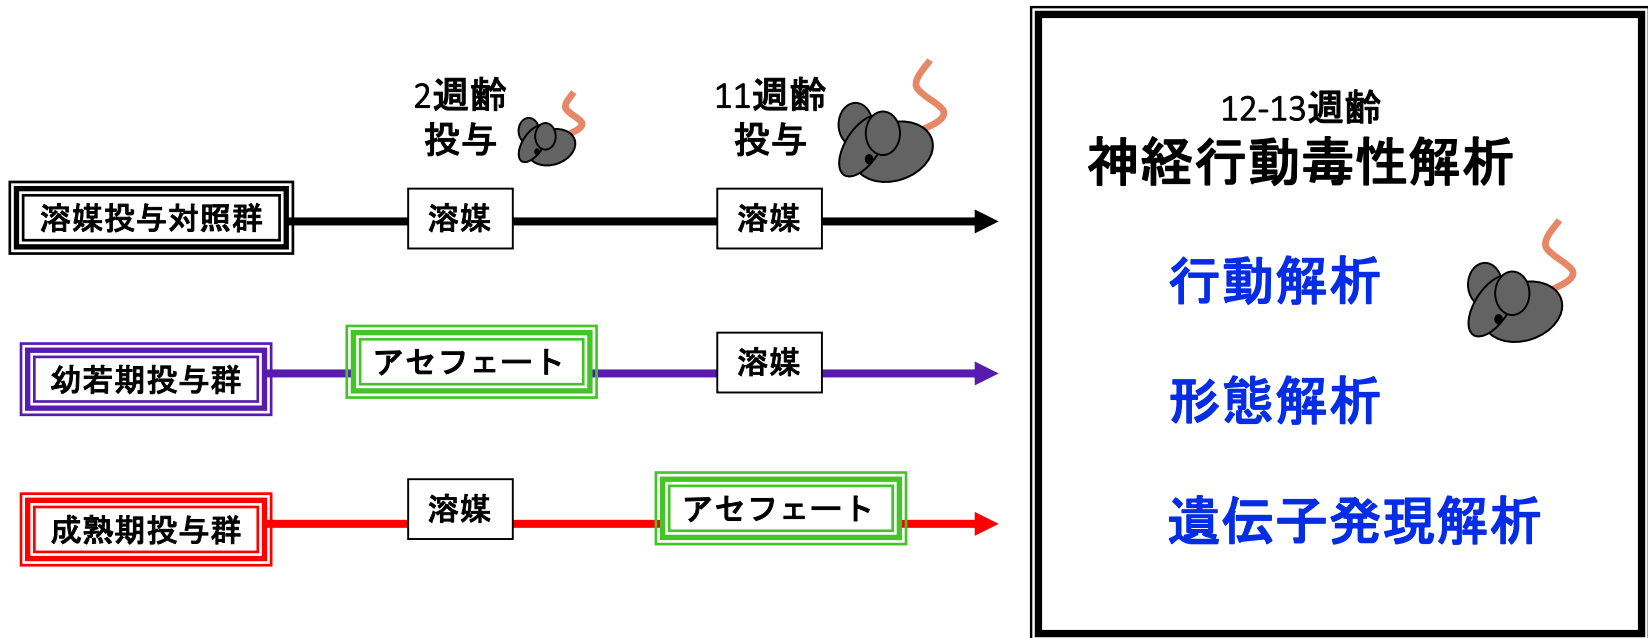 2週齢
投与
11週齢
投与
溶媒投与対照群
溶媒
溶媒
幼若期投与群
アセフェート
溶媒
成熟期投与群
溶媒
アセフェート
12-13週齢
神経行動毒性解析
行動解析
形態解析
遺伝子発現解析